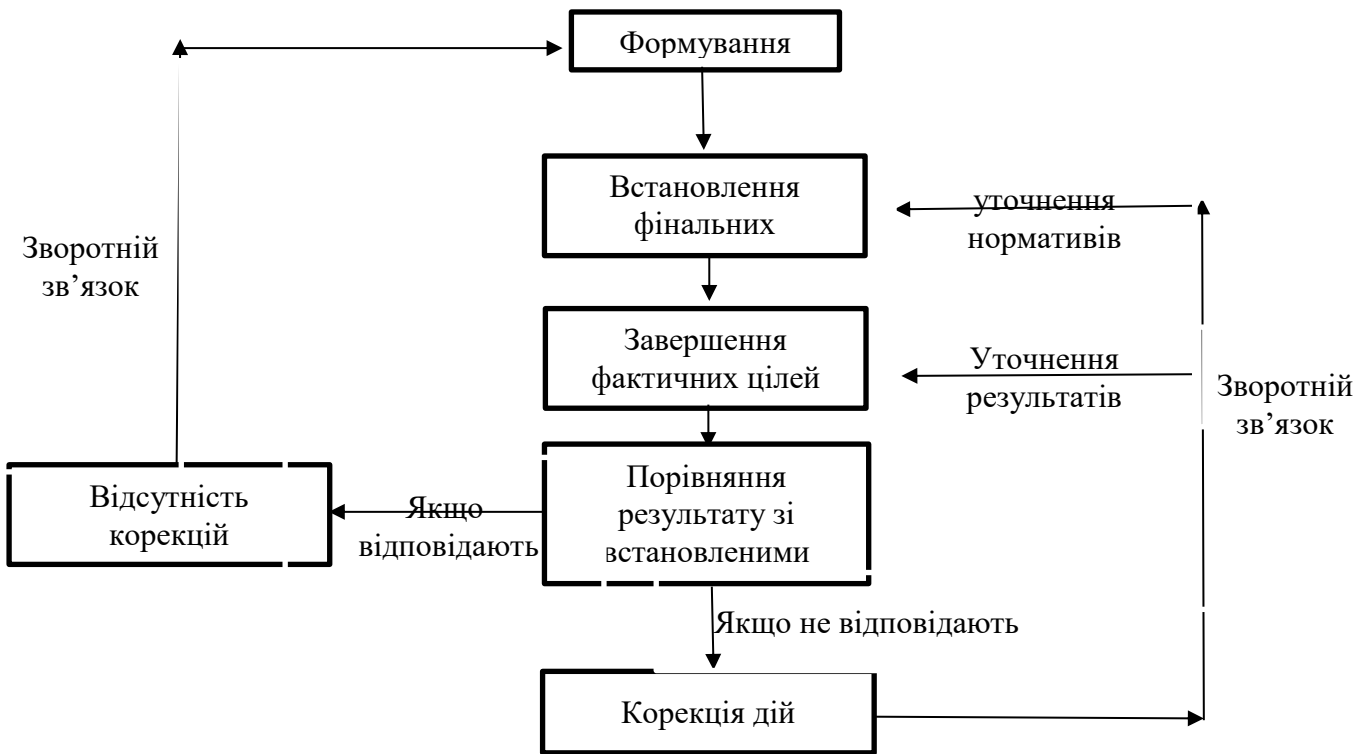 Формування
Встановлення
фінальних
уточнення
нормативів
Зворотній
зв’язок
Завершення
фактичних цілей
Уточнення
результатів
Зворотній
зв’язок
Порівняння
результату зі
встановленими
Відсутність
корекцій
Якщо
відповідають
Якщо не відповідають
Корекція дій